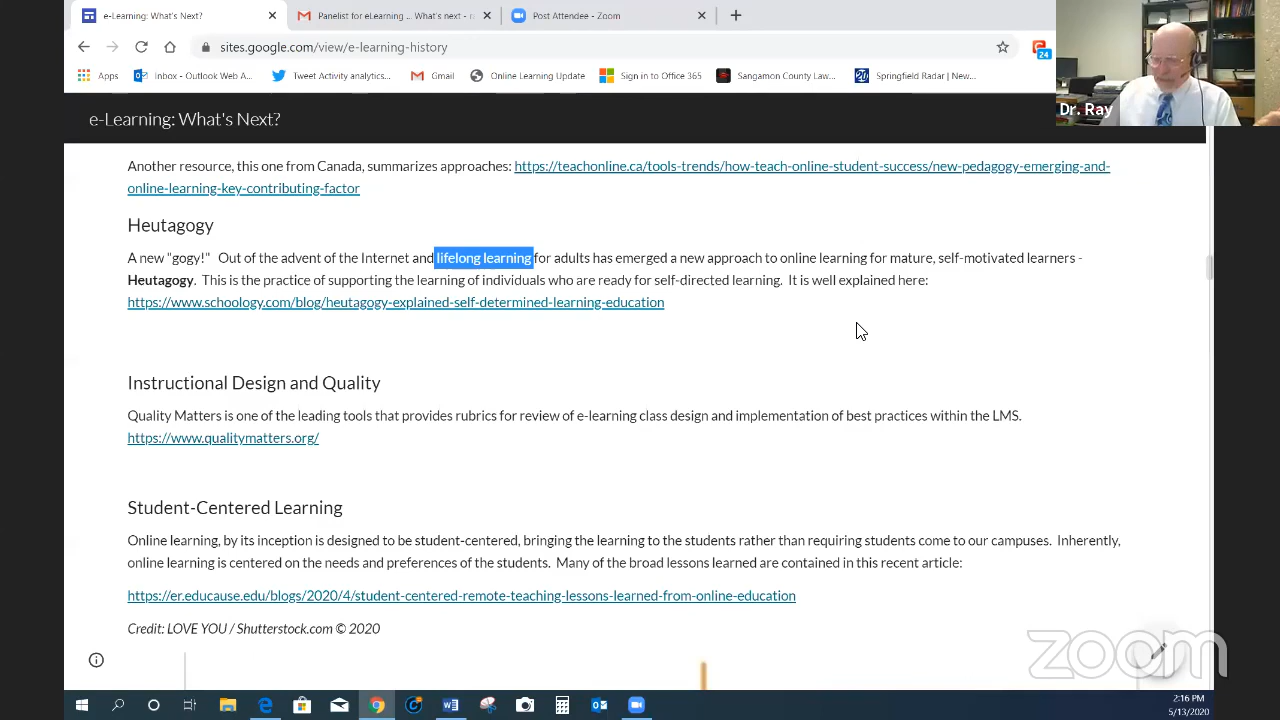 e-Learning: What's Next?
Panelist for eLearning ... What's next - r
Post Attendee - Zoom
sites.google.com/view/e-learning-history
24
Apps
Inbox - Outlook Web A...
Tweet Activity analytics...
Gmail
Online Learning Update
Sign in to Office 365
Sangamon County Law...
Springfield Radar | New...
Dr. Ray
e-Learning: What's Next?
Another resource, this one from Canada, summarizes approaches: https://teachonline.ca/tools-trends/how-teach-online-student-success/new-pedagogy-emerging-and-
online-learning-key-contributing-factor
Heutagogy
A new "gogy!"  Out of the advent of the Internet and lifelong learning for adults has emerged a new approach to online learning for mature, self-motivated learners -
Heutagogy.  This is the practice of supporting the learning of individuals who are ready for self-directed learning.  It is well explained here:
https://www.schoology.com/blog/heutagogy-explained-self-determined-learning-education
Instructional Design and Quality
Quality Matters is one of the leading tools that provides rubrics for review of e-learning class design and implementation of best practices within the LMS.
https://www.qualitymatters.org/
Student-Centered Learning
Online learning, by its inception is designed to be student-centered, bringing the learning to the students rather than requiring students come to our campuses.  Inherently,
online learning is centered on the needs and preferences of the students.  Many of the broad lessons learned are contained in this recent article:
https://er.educause.edu/blogs/2020/4/student-centered-remote-teaching-lessons-learned-from-online-education
Credit: LOVE YOU / Shutterstock.com © 2020
zoom
2:16 PM
5/13/2020